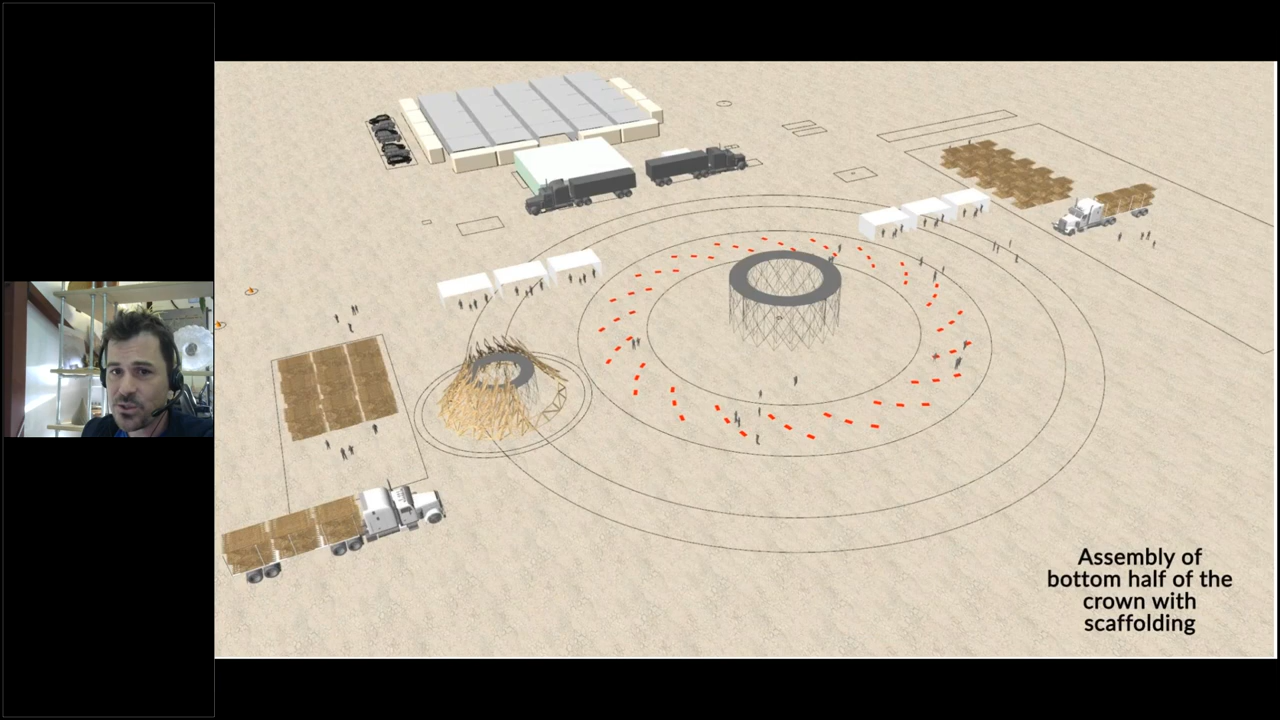 Assembly of
bottom half of the
crown with
scaffolding